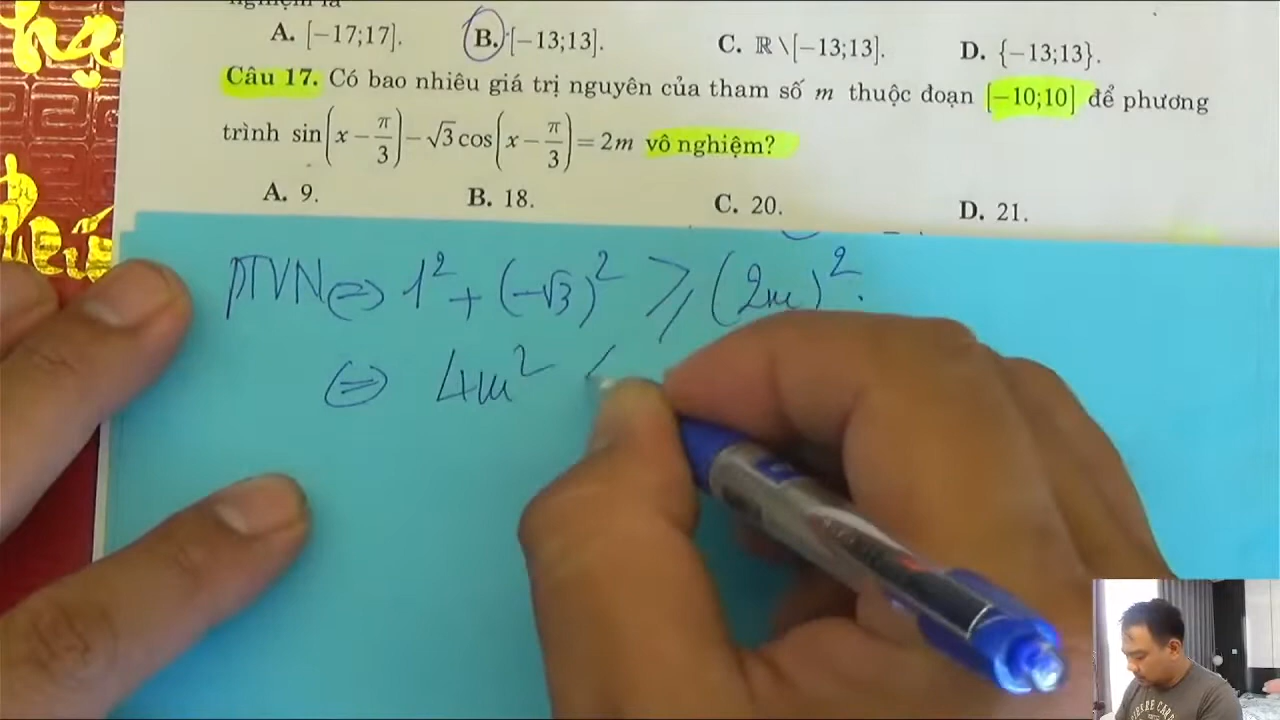 nghiệm là
A. [−17;17]. B. [−13;13]. C. ℝ \ [−13;13]. D. {−13;13}.
Câu 17. Có bao nhiêu giá trị nguyên của tham số m thuộc đoạn [−10;10] để phương
trình sin(x − π/3) − √3 cos(x − π/3) = 2m vô nghiệm?
A. 9. B. 18. C. 20. D. 21.
PTVN ⇔ 1² + (−√3)² ⩾ (2m)².
⇔ 4m² <